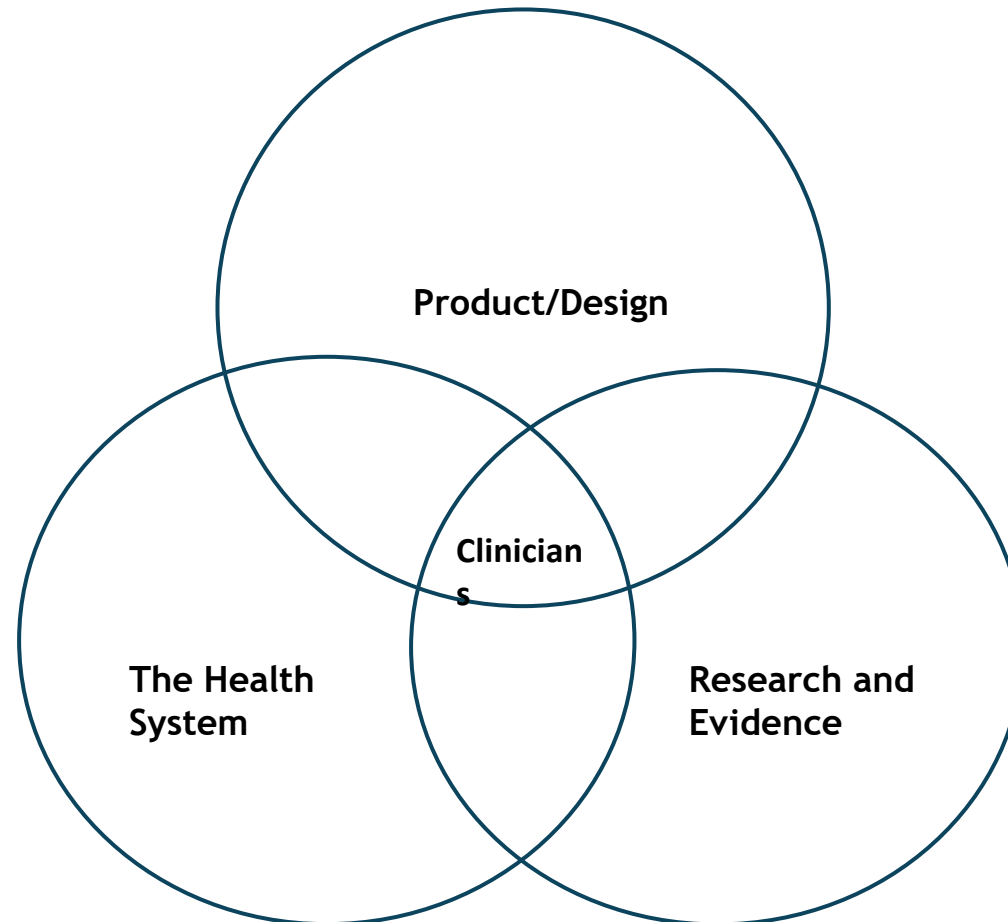 Product/Design
Clinician
s
The Health
System
Research and
Evidence